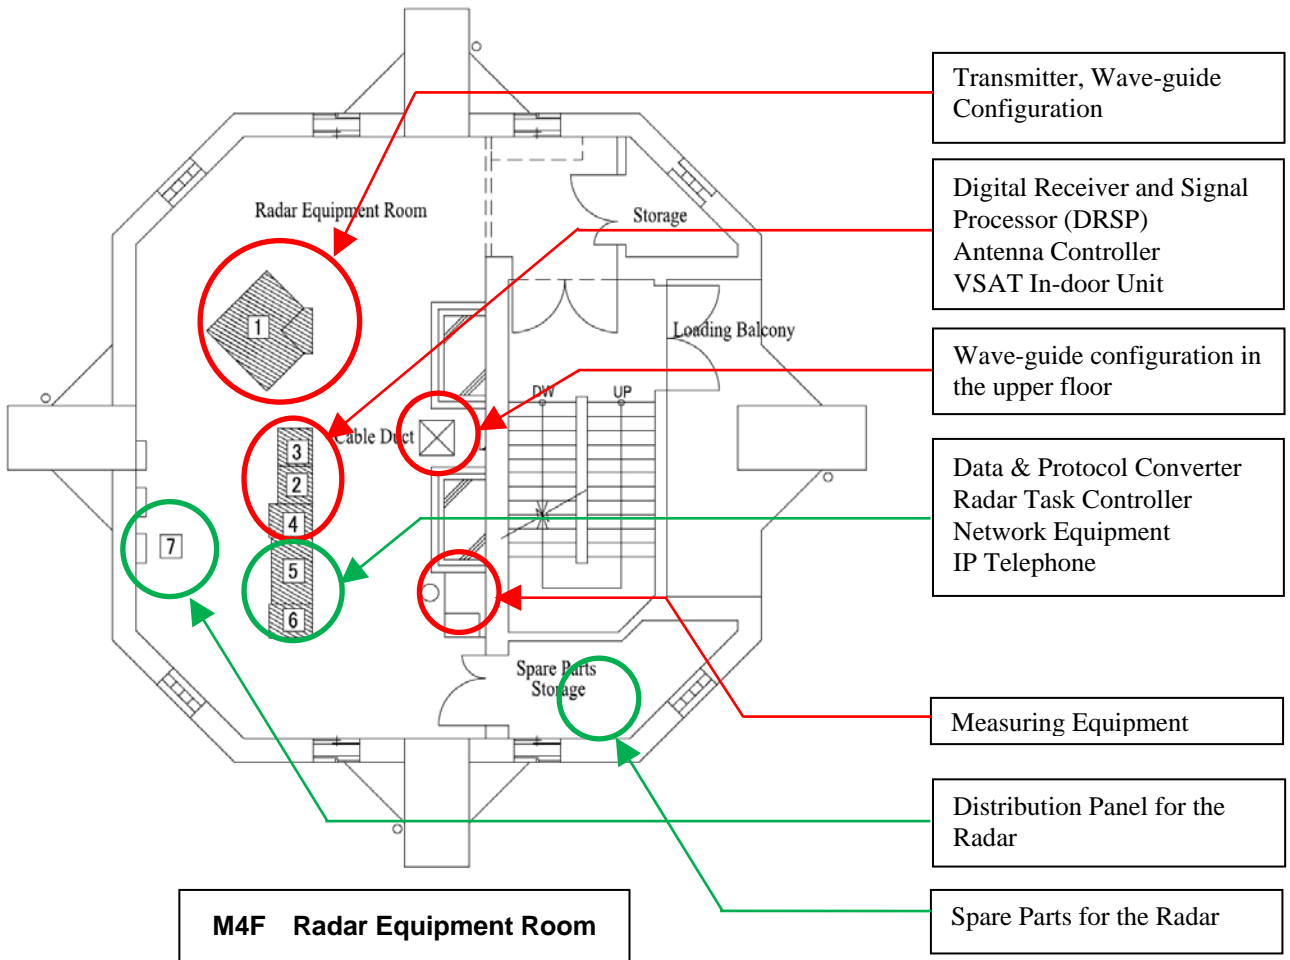 Transmitter, Wave-guide
Configuration
Digital Receiver and Signal
Processor (DRSP)
Antenna Controller
VSAT In-door Unit
Radar Equipment Room
Storage
1
Loading Balcony
Wave-guide configuration in
the upper floor
DW
UP
Cable Duct
3
2
4
5
6
7
Data & Protocol Converter
Radar Task Controller
Network Equipment
IP Telephone
Spare Parts
Storage
Measuring Equipment
Distribution Panel for the
Radar
Spare Parts for the Radar
M4F Radar Equipment Room